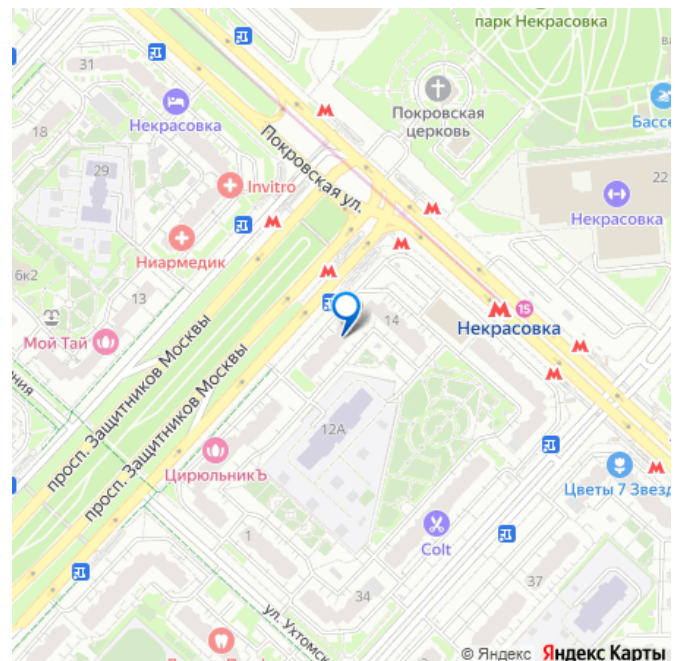 парк Некрасовка
31
Некрасовка
Покровская
церковь
18
Покровская ул.
Бассе
29
Invitro
22
Некрасовка
Ниармедик
6к2
13
15
Некрасовка
14
Мой Тай
просп. Защитников Москвы
просп. Защитников Москвы
12А
ЦирюльникЪ
Цветы 7 Звезд
Colt
1
37
34
ул. Ухтомск
© Яндекс Яндекс Карты